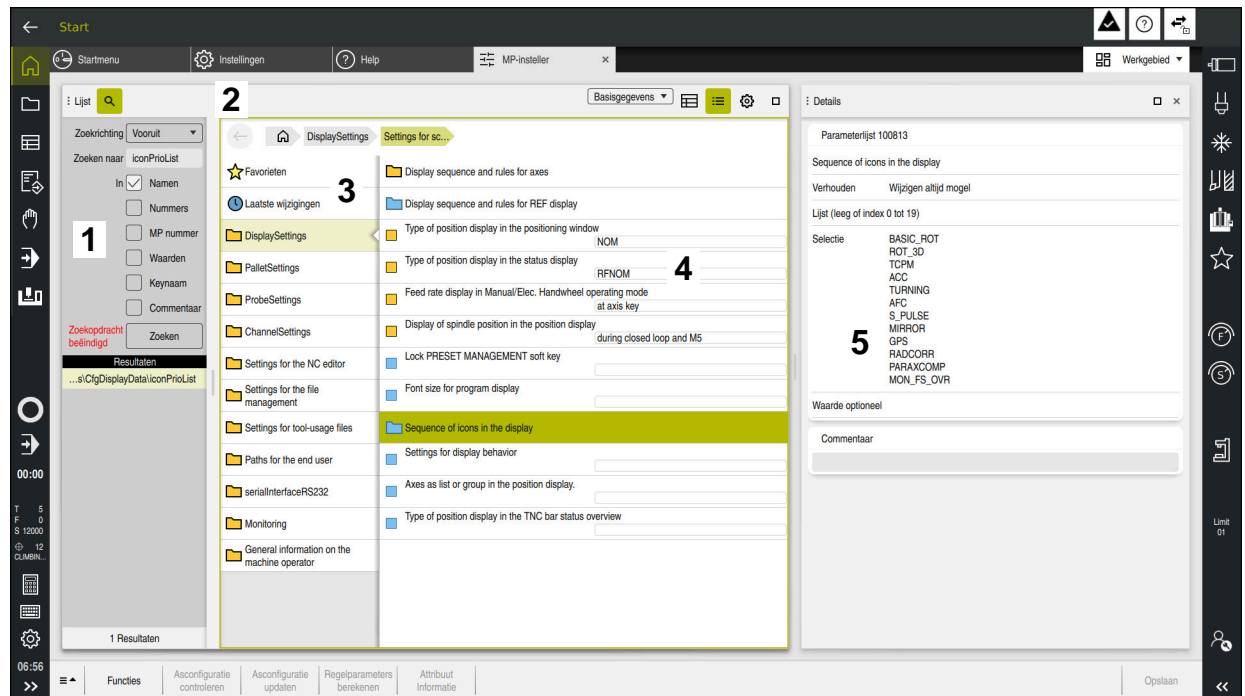 Start
Startmenu
Instellingen
Help
MP-insteller
Werkgebied
Lijst
Zoekrichting Vooruit
Zoeken naar iconPrioList
In Namen
Nummers
MP nummer
Waarden
Keynaam
Commentaar
Zoekopdracht
beëindigd
Zoeken
Resultaten
...s\CfgDisplayData\iconPrioList
1 Resultaten
1
2
Basisgegevens
DisplaySettings
Settings for sc...
3
Favorieten
Laatste wijzigingen
DisplaySettings
PalletSettings
ProbeSettings
ChannelSettings
Settings for the NC editor
Settings for the file
management
Settings for tool-usage files
Paths for the end user
serialInterfaceRS232
Monitoring
General information on the
machine operator
4
Display sequence and rules for axes
Display sequence and rules for REF display
Type of position display in the positioning window
NOM
Type of position display in the status display
RFNOM
Feed rate display in Manual/Elec. Handwheel operating mode
at axis key
Display of spindle position in the position display
during closed loop and M5
Lock PRESET MANAGEMENT soft key
Font size for program display
Sequence of icons in the display
Settings for display behavior
Axes as list or group in the position display.
Type of position display in the TNC bar status overview
Details
Parameterlijst 100813
Sequence of icons in the display
Verhouden Wijzigen altijd mogel
Lijst (leeg of index 0 tot 19)
Selectie BASIC_ROT
ROT_3D
TCPM
ACC
TURNING
AFC
S_PULSE
MIRROR
GPS
RADCORR
PARAXCOMP
MON_FS_OVR
5
Waarde optioneel
Commentaar
00:00
T 5
F 0
S 12000
12
CLIMBIN...
06:56
F
S
Limit
01
Functies
Asconfiguratie
controleren
Asconfiguratie
updaten
Regelparameters
berekenen
Attribuut
Informatie
Opslaan